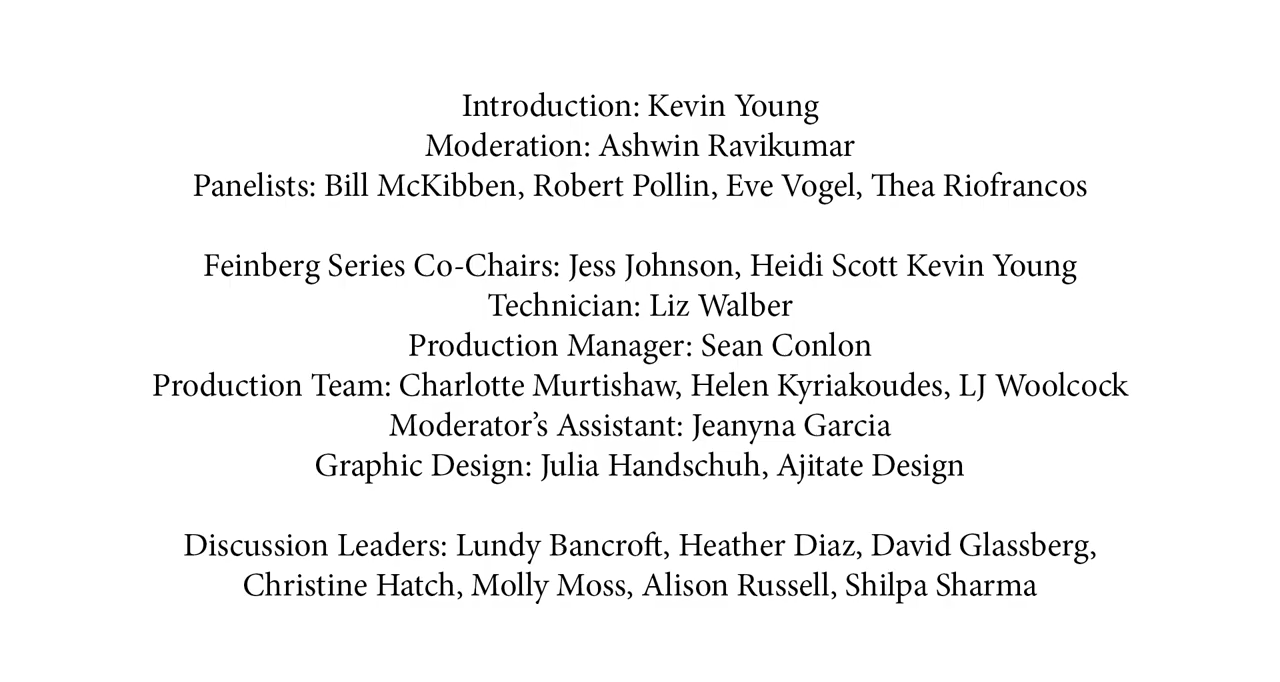 Introduction: Kevin Young
Moderation: Ashwin Ravikumar
Panelists: Bill McKibben, Robert Pollin, Eve Vogel, Thea Riofrancos
Feinberg Series Co-Chairs: Jess Johnson, Heidi Scott Kevin Young
Technician: Liz Walber
Production Manager: Sean Conlon
Production Team: Charlotte Murtishaw, Helen Kyriakoudes, LJ Woolcock
Moderator’s Assistant: Jeanyna Garcia
Graphic Design: Julia Handschuh, Ajitate Design
Discussion Leaders: Lundy Bancroft, Heather Diaz, David Glassberg,
Christine Hatch, Molly Moss, Alison Russell, Shilpa Sharma